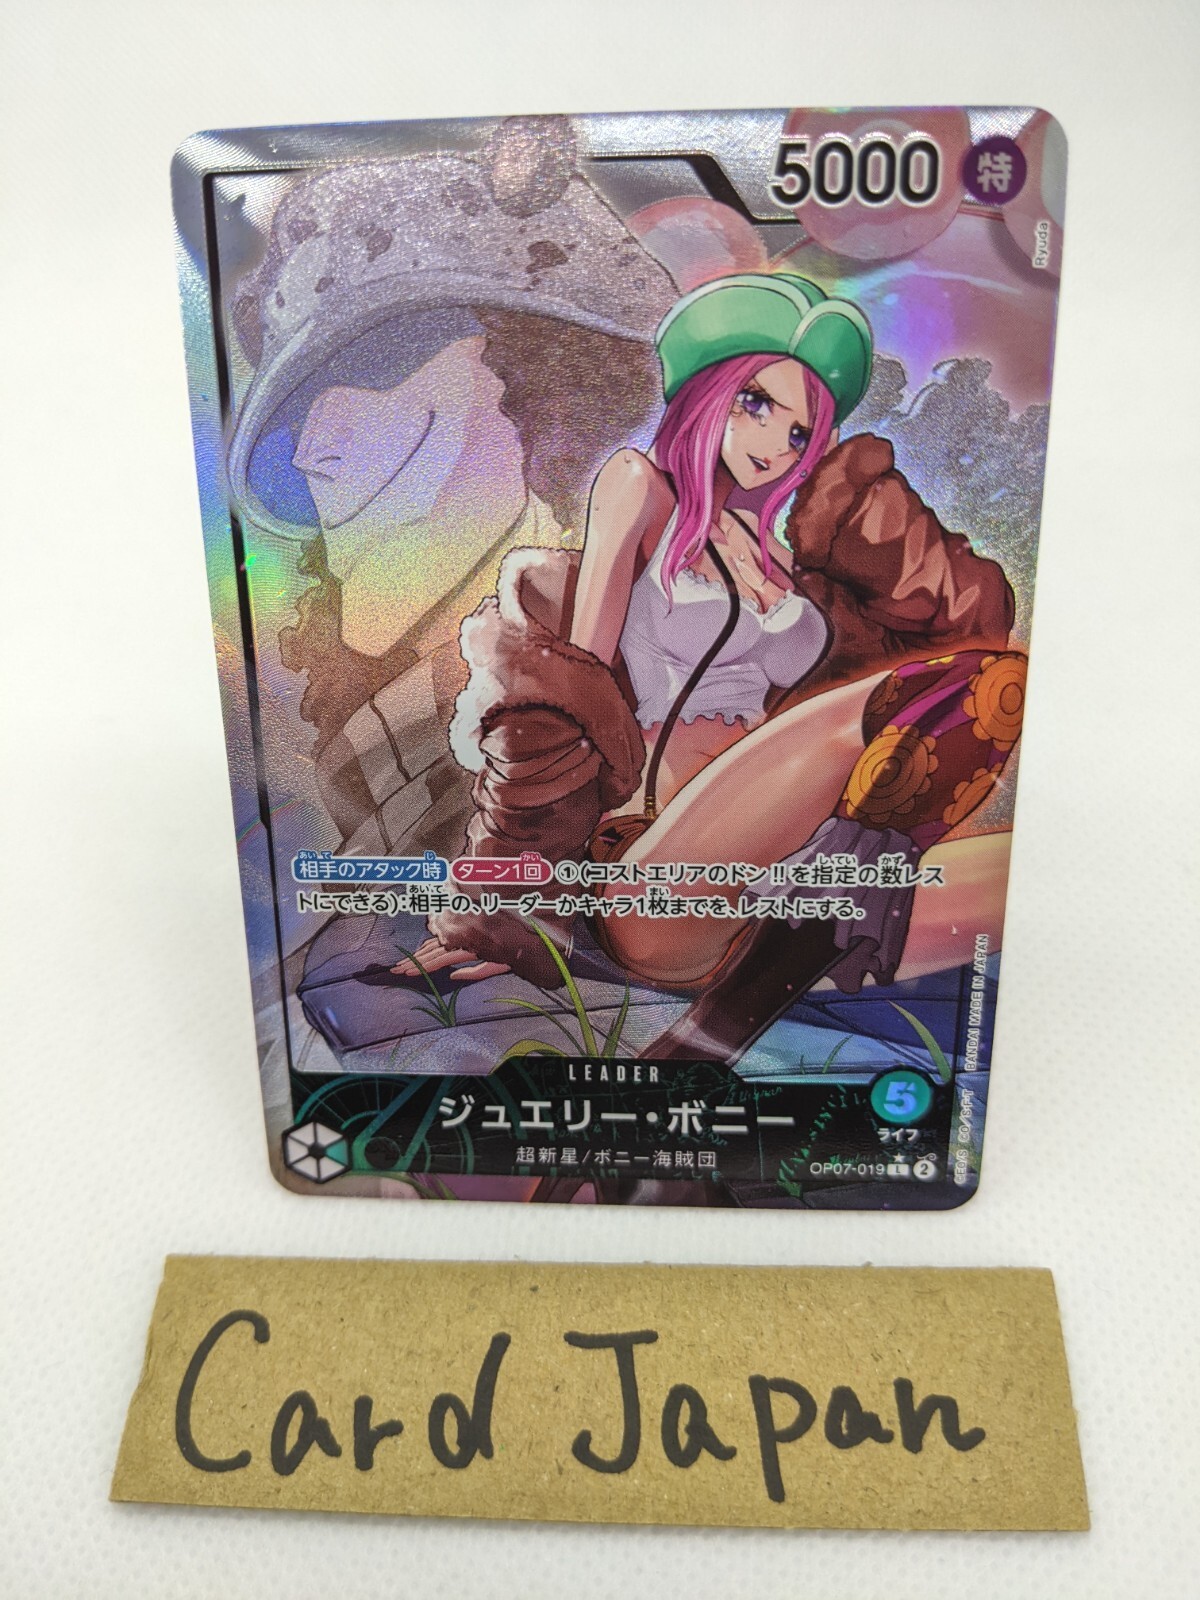 5000 特
Ryuda
相手のアタック時 ターン1回 ①(コストエリアのドン!!を指定の数レス
トにできる):相手の、リーダーかキャラ1枚までを、レストにする。
BANDAI MADE IN JAPAN
LEADER
ジュエリー・ボニー
5
ライフ
超新星/ボニー海賊団
OP07-019 L 2
Card Japan